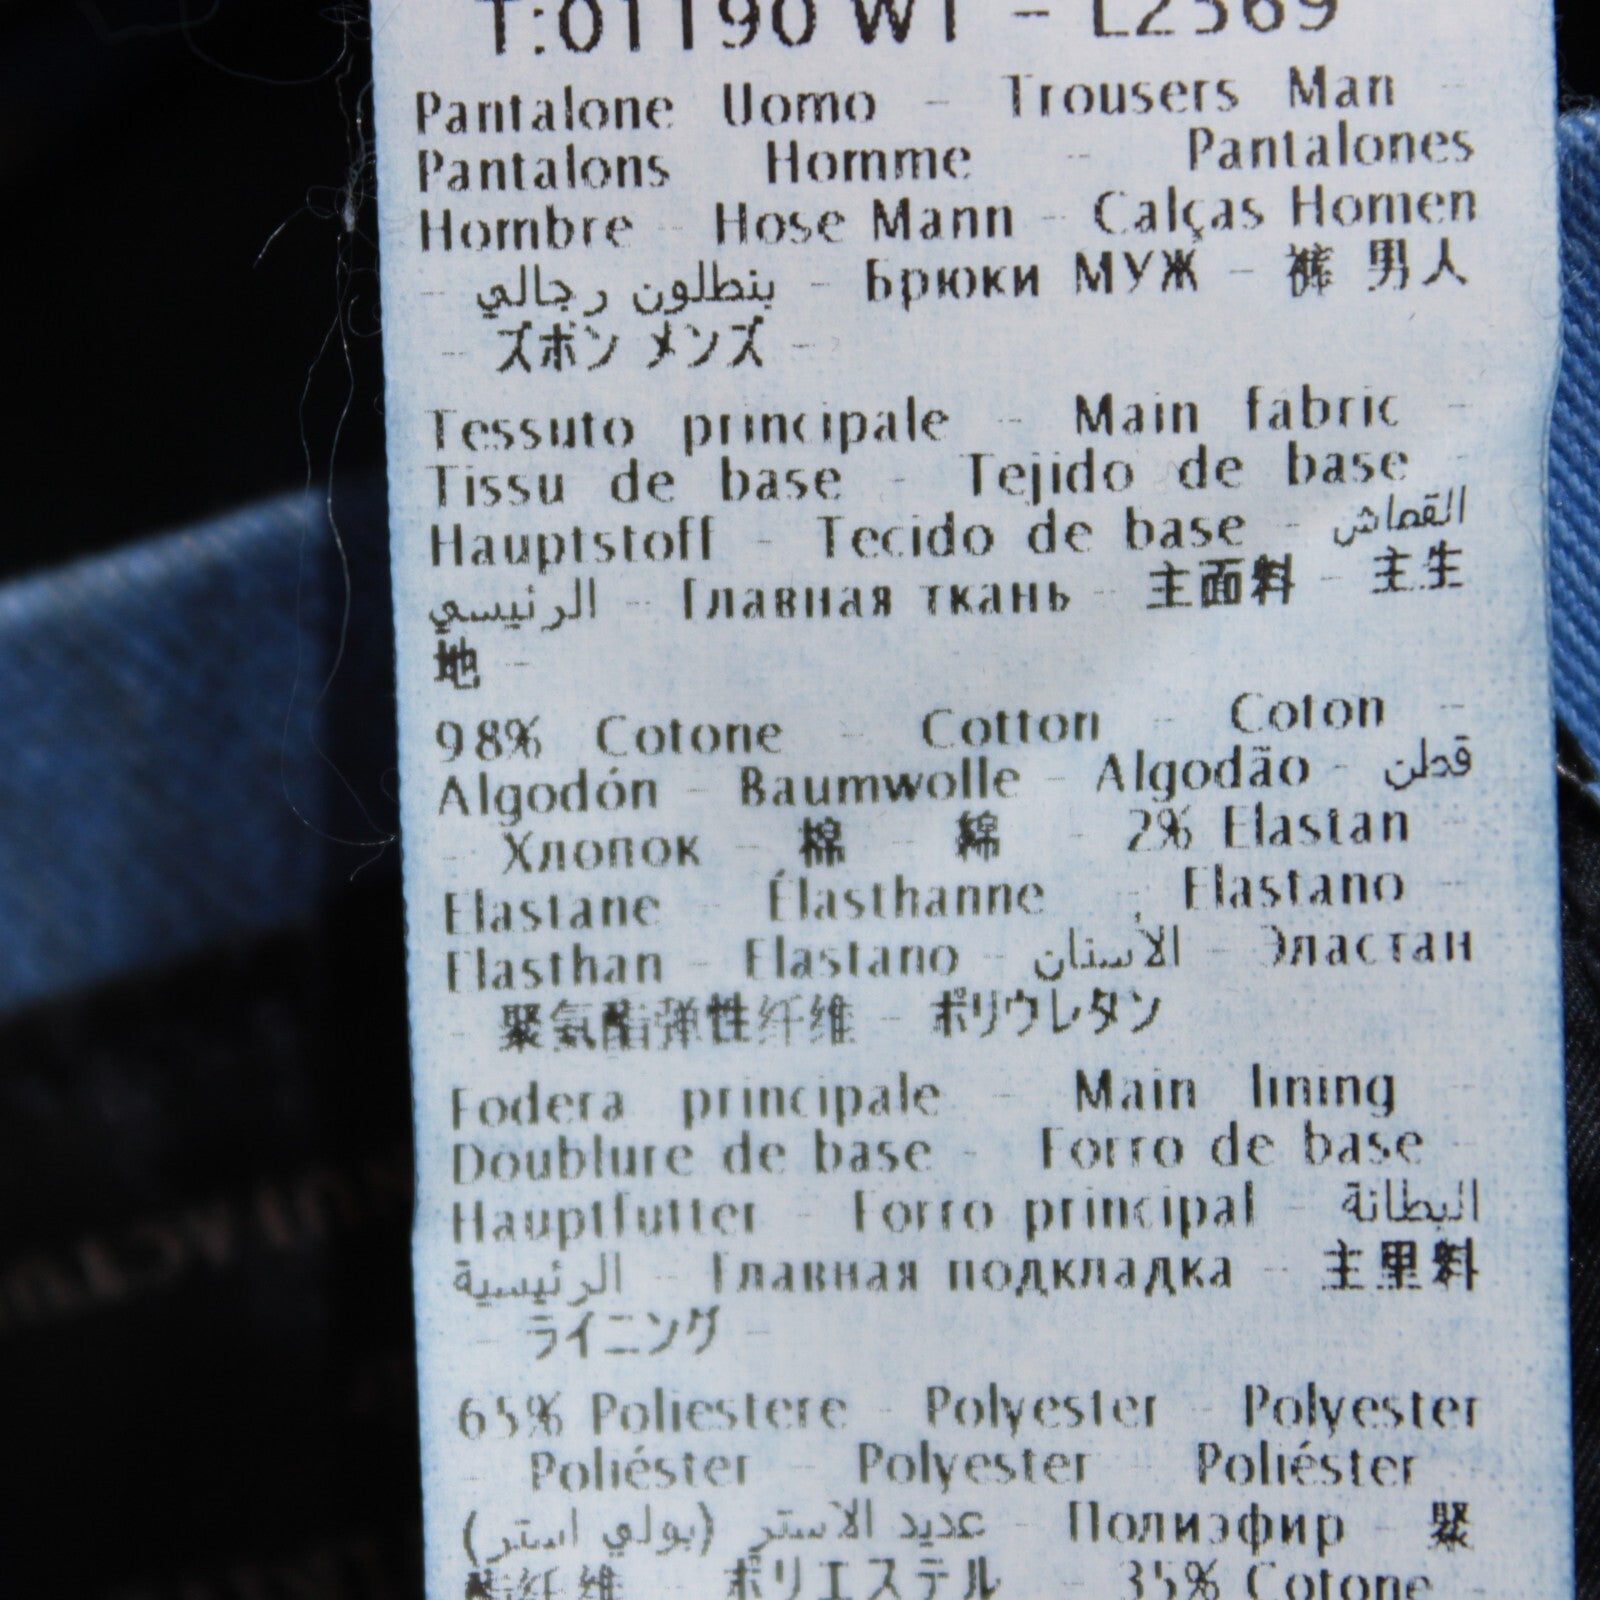 T:01190 WT - L2569
Pantalone Uomo - Trousers Man -
Pantalons Homme - Pantalones
Hombre - Hose Mann - Calças Homen
- بنطلون رجالي - Брюки МУЖ - 裤 男人
- ズボン メンズ -
Tessuto principale - Main fabric -
Tissu de base - Tejido de base -
Hauptstoff - Tecido de base - القماش
الرئيسي - Главная ткань - 主面料 - 主生
地 -
98% Cotone - Cotton - Coton -
Algodón - Baumwolle - Algodão - قطن
- Хлопок - 棉 - 綿 - 2% Elastan
Elastane - Élasthanne - Elastano -
Elasthan - Elastano - الاستان - Эластан
- 聚氨酯弹性纤维 - ポリウレタン
Fodera principale - Main lining -
Doublure de base - Forro de base -
Hauptfutter - Forro principal - البطانة
الرئيسية - Главная подкладка - 主里料
- ライニング -
65% Poliestere - Polyester - Polyester
- Poliéster - Polyester - Poliéster -
عديد الاستر (بولي استر) - Полиэфир - 聚
酯纤维 - ポリエステル - 35% Cotone -